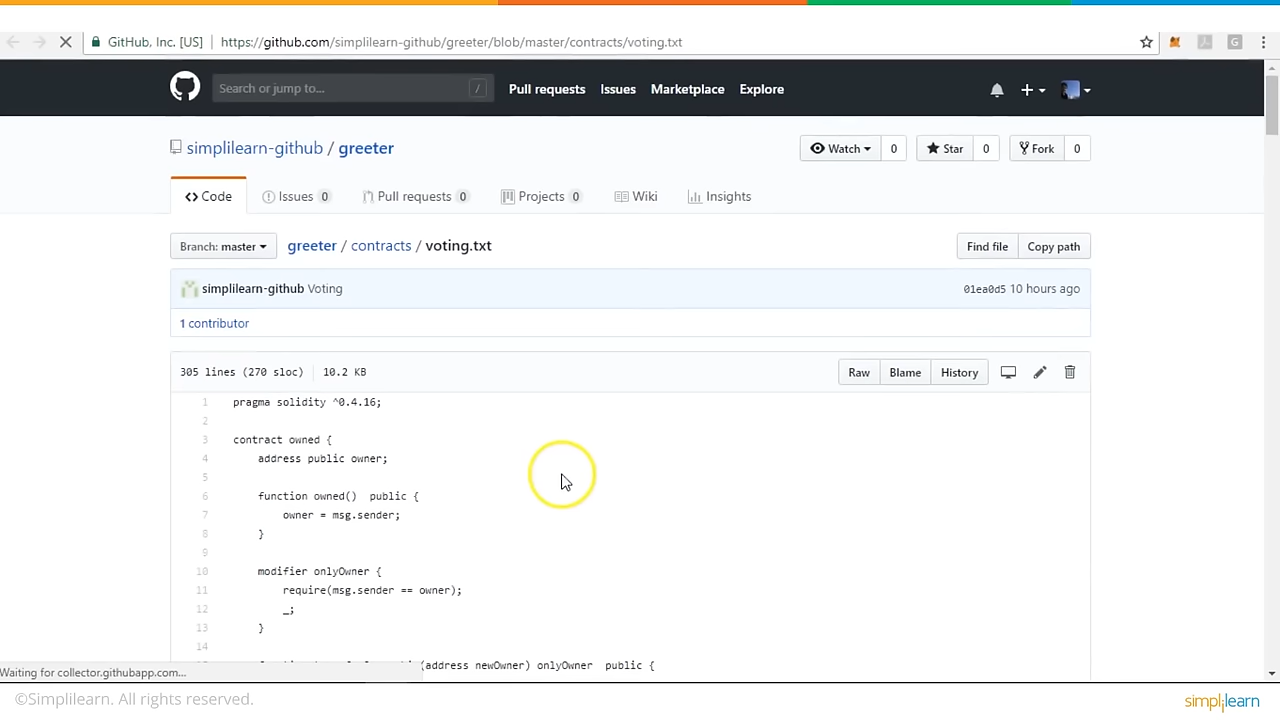 GitHub, Inc. [US] https://github.com/simplilearn-github/greeter/blob/master/contracts/voting.txt
Search or jump to... / Pull requests Issues Marketplace Explore
simplilearn-github / greeter Watch 0 Star 0 Fork 0
Code Issues 0 Pull requests 0 Projects 0 Wiki Insights
Branch: master greeter / contracts / voting.txt Find file Copy path
simplilearn-github Voting 01ea0d5 10 hours ago
1 contributor
305 lines (270 sloc) 10.2 KB Raw Blame History
1 pragma solidity ^0.4.16;
2
3 contract owned {
4 address public owner;
5
6 function owned()  public {
7 owner = msg.sender;
8 }
9
10 modifier onlyOwner {
11 require(msg.sender == owner);
12 _;
13 }
14
(address newOwner) onlyOwner  public {
Waiting for collector.githubapp.com...
©Simplilearn. All rights reserved. simplilearn